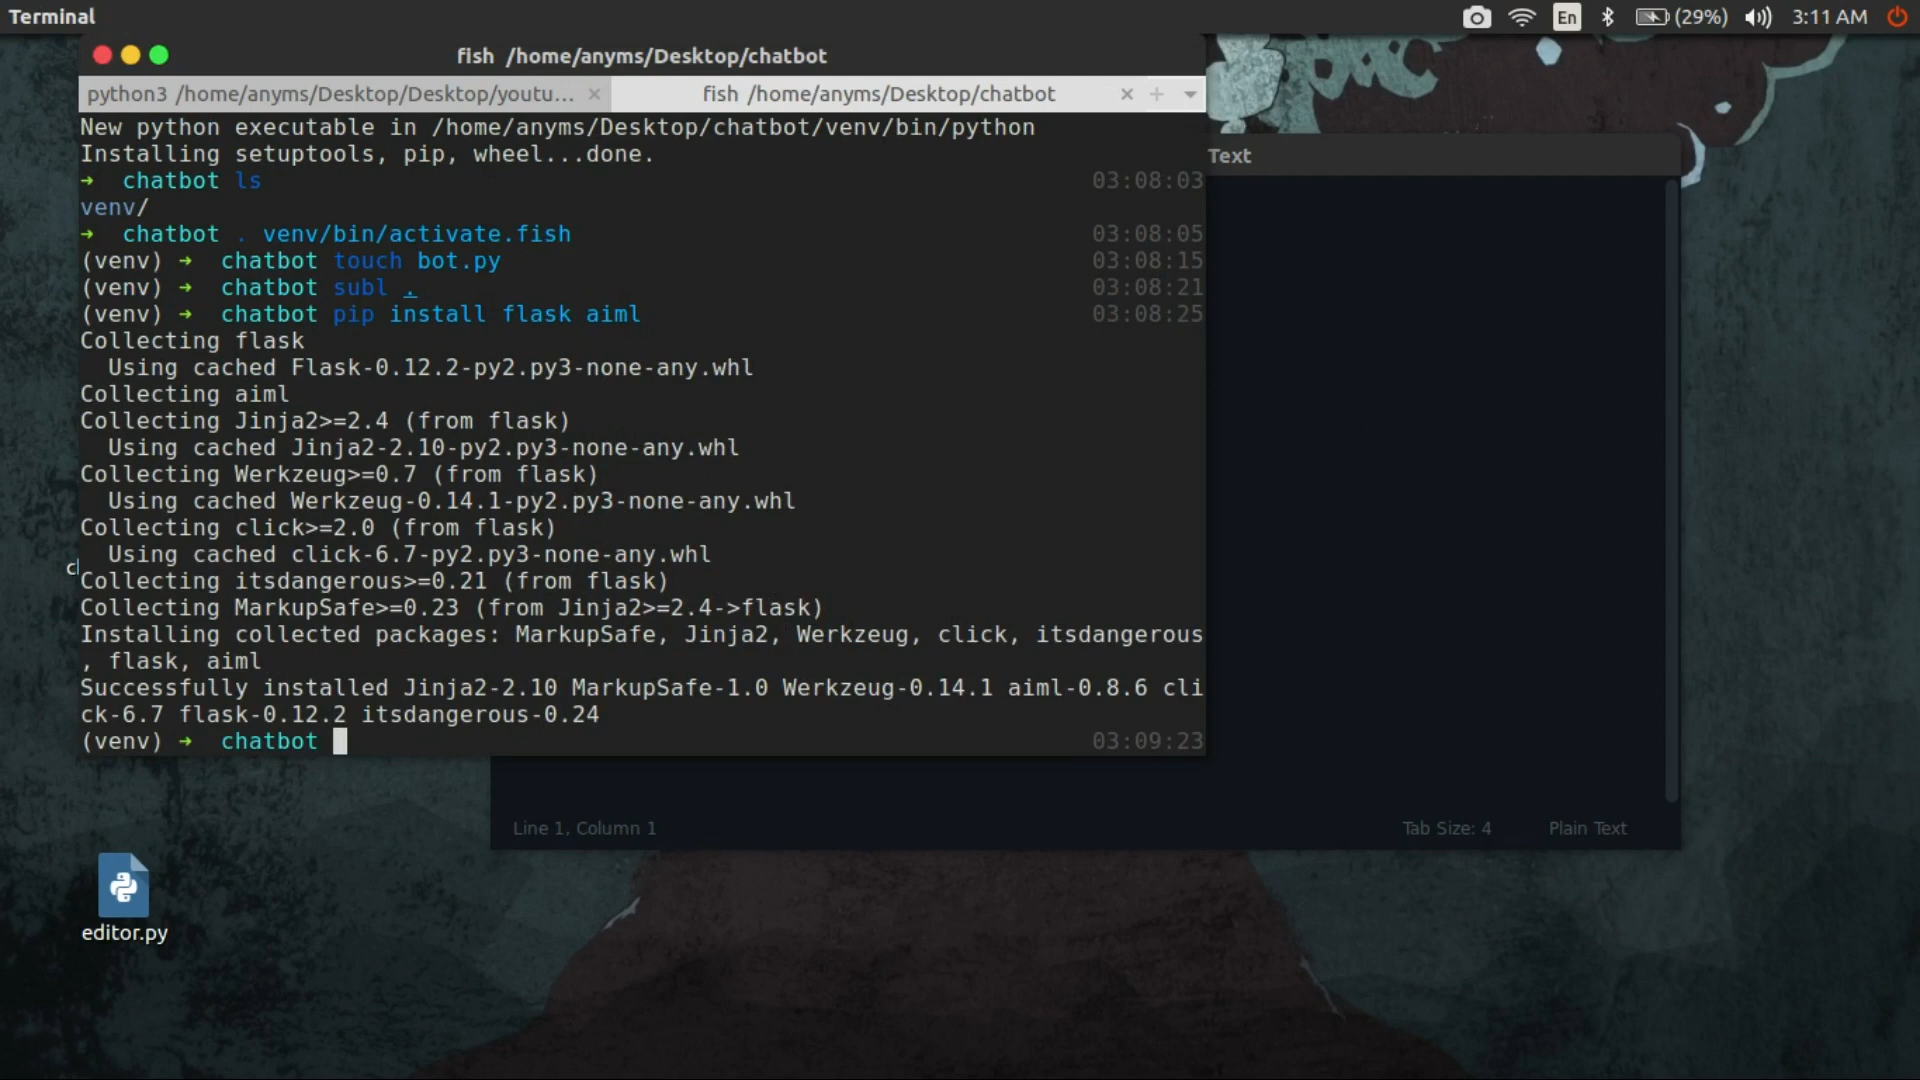 Terminal
En
(29%)
3:11 AM
fish /home/anyms/Desktop/chatbot
python3 /home/anyms/Desktop/Desktop/youtu... ×
fish /home/anyms/Desktop/chatbot × +
New python executable in /home/anyms/Desktop/chatbot/venv/bin/python
Installing setuptools, pip, wheel...done.
➜ chatbot ls 03:08:03
venv/
➜ chatbot . venv/bin/activate.fish 03:08:05
(venv) ➜ chatbot touch bot.py 03:08:15
(venv) ➜ chatbot subl . 03:08:21
(venv) ➜ chatbot pip install flask aiml 03:08:25
Collecting flask
Using cached Flask-0.12.2-py2.py3-none-any.whl
Collecting aiml
Collecting Jinja2>=2.4 (from flask)
Using cached Jinja2-2.10-py2.py3-none-any.whl
Collecting Werkzeug>=0.7 (from flask)
Using cached Werkzeug-0.14.1-py2.py3-none-any.whl
Collecting click>=2.0 (from flask)
Using cached click-6.7-py2.py3-none-any.whl
Collecting itsdangerous>=0.21 (from flask)
Collecting MarkupSafe>=0.23 (from Jinja2>=2.4->flask)
Installing collected packages: MarkupSafe, Jinja2, Werkzeug, click, itsdangerous
, flask, aiml
Successfully installed Jinja2-2.10 MarkupSafe-1.0 Werkzeug-0.14.1 aiml-0.8.6 cli
ck-6.7 flask-0.12.2 itsdangerous-0.24
(venv) ➜ chatbot 03:09:23
Text
Line 1, Column 1
Tab Size: 4
Plain Text
editor.py